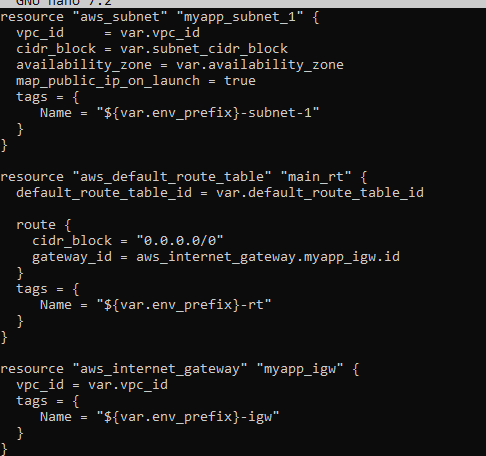 GNU nano 7.2
resource "aws_subnet" "myapp_subnet_1" {
  vpc_id     = var.vpc_id
  cidr_block = var.subnet_cidr_block
  availability_zone = var.availability_zone
  map_public_ip_on_launch = true
  tags = {
     Name = "${var.env_prefix}-subnet-1"
  }
}

resource "aws_default_route_table" "main_rt" {
  default_route_table_id = var.default_route_table_id

  route {
    cidr_block = "0.0.0.0/0"
    gateway_id = aws_internet_gateway.myapp_igw.id
  }
  tags = {
     Name = "${var.env_prefix}-rt"
  }
}

resource "aws_internet_gateway" "myapp_igw" {
  vpc_id = var.vpc_id
  tags = {
     Name = "${var.env_prefix}-igw"
  }
}